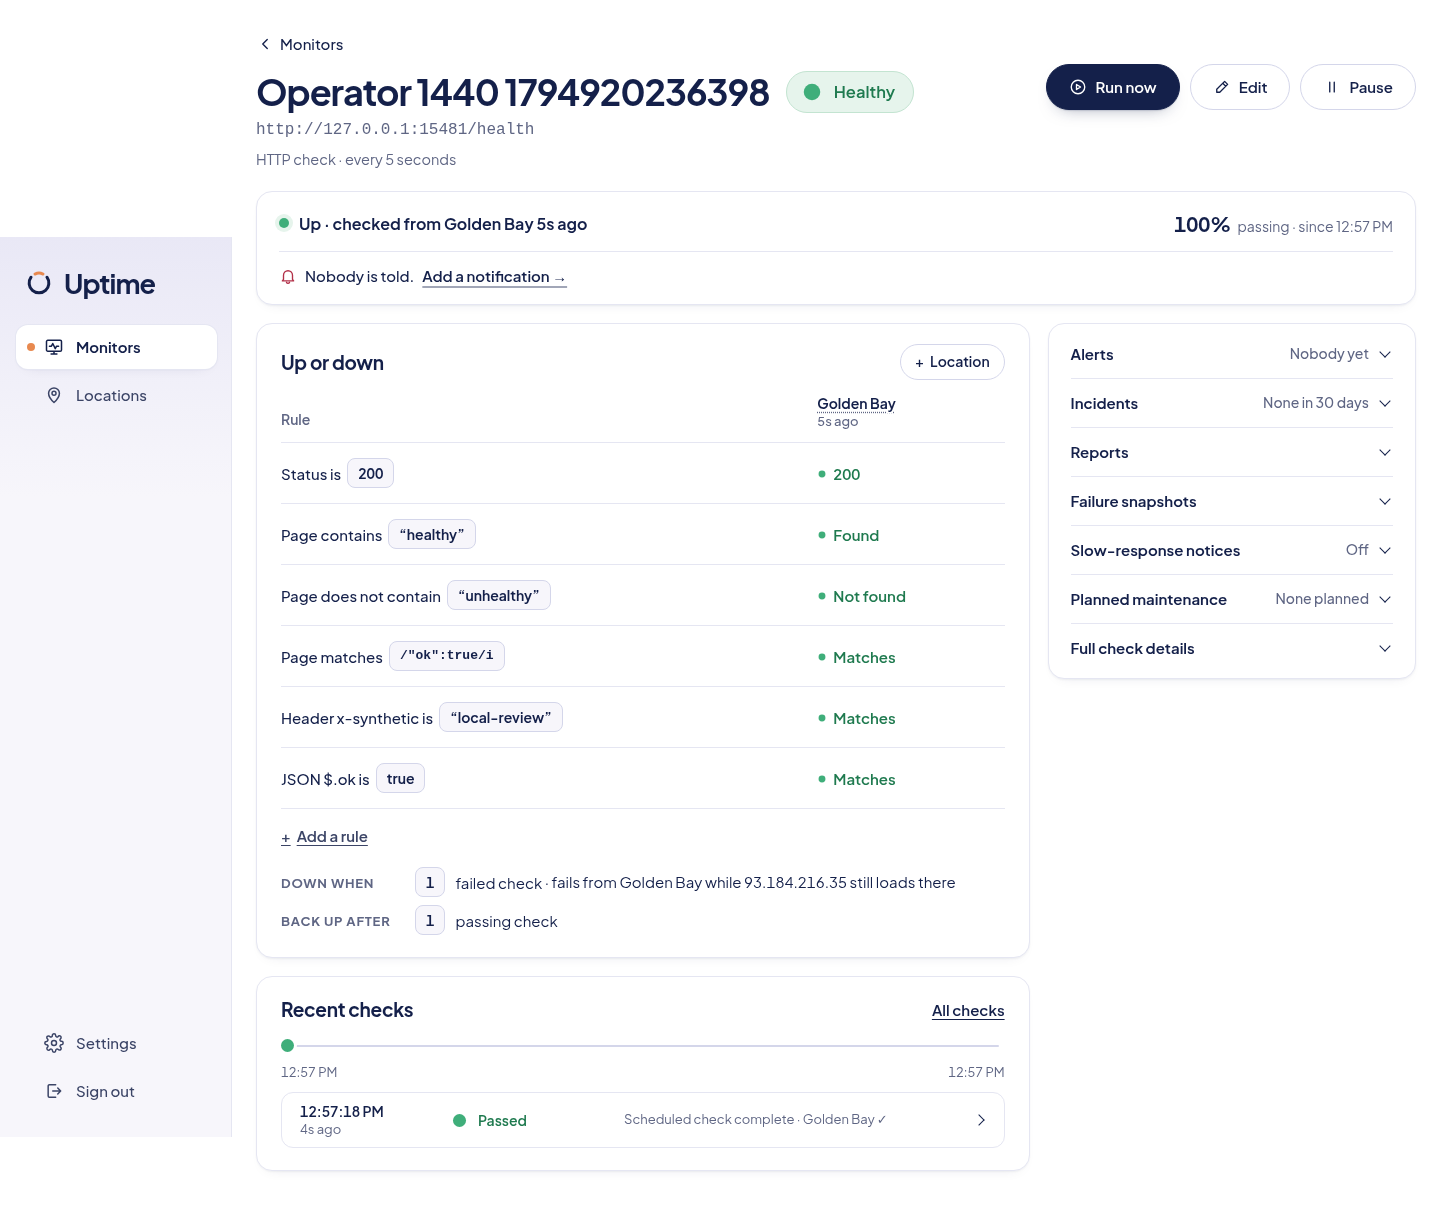 Monitors
Operator 1440 1794920236398
Healthy
Run now
Edit
Pause
http://127.0.0.1:15481/health
HTTP check · every 5 seconds
Up · checked from Golden Bay 5s ago
100% passing · since 12:57 PM
Nobody is told. Add a notification →
Uptime
Monitors
Locations
Settings
Sign out
Up or down
+ Location
Rule
Golden Bay
5s ago
Status is 200
200
Page contains “healthy”
Found
Page does not contain “unhealthy”
Not found
Page matches /"ok":true/i
Matches
Header x-synthetic is “local-review”
Matches
JSON $.ok is true
Matches
+ Add a rule
DOWN WHEN 1 failed check · fails from Golden Bay while 93.184.216.35 still loads there
BACK UP AFTER 1 passing check
Alerts Nobody yet
Incidents None in 30 days
Reports
Failure snapshots
Slow-response notices Off
Planned maintenance None planned
Full check details
Recent checks
All checks
12:57 PM
12:57 PM
12:57:18 PM
4s ago
Passed
Scheduled check complete · Golden Bay ✓